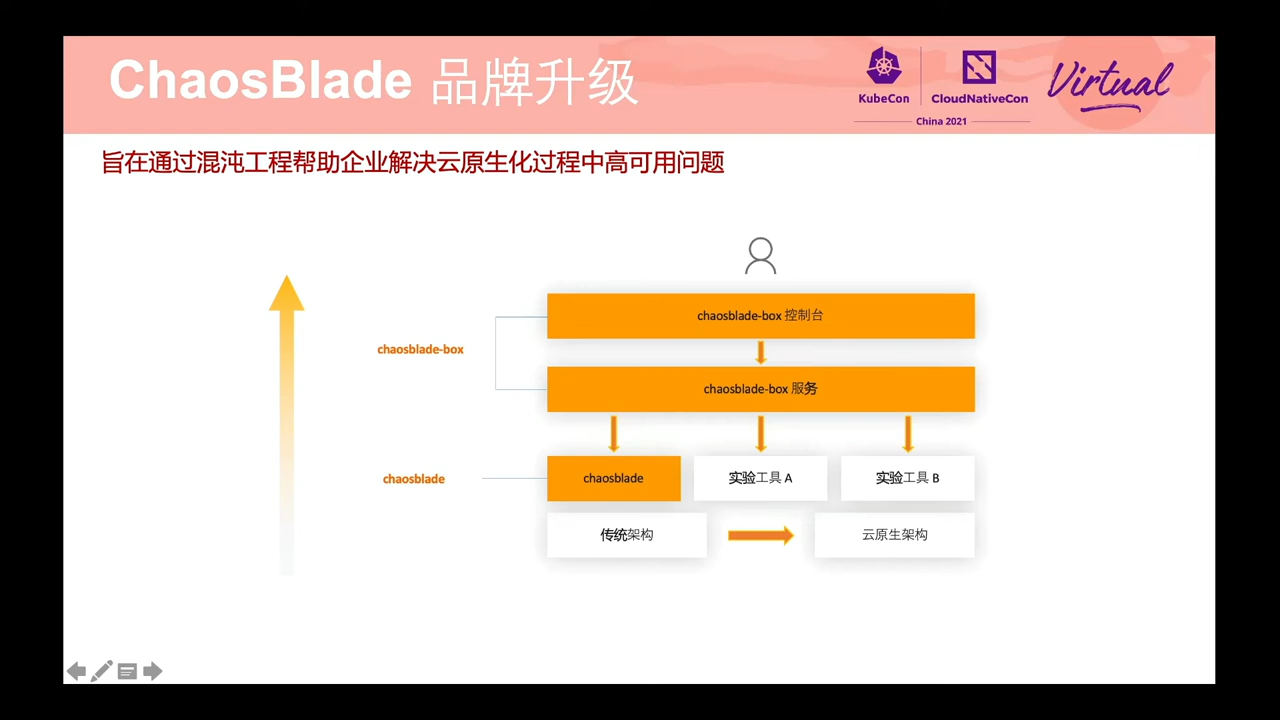 ChaosBlade 品牌升级
KubeCon
CloudNativeCon
China 2021
Virtual
旨在通过混沌工程帮助企业解决云原生化过程中高可用问题
chaosblade-box 控制台
chaosblade-box
chaosblade-box 服务
chaosblade
chaosblade
实验工具 A
实验工具 B
传统架构
云原生架构